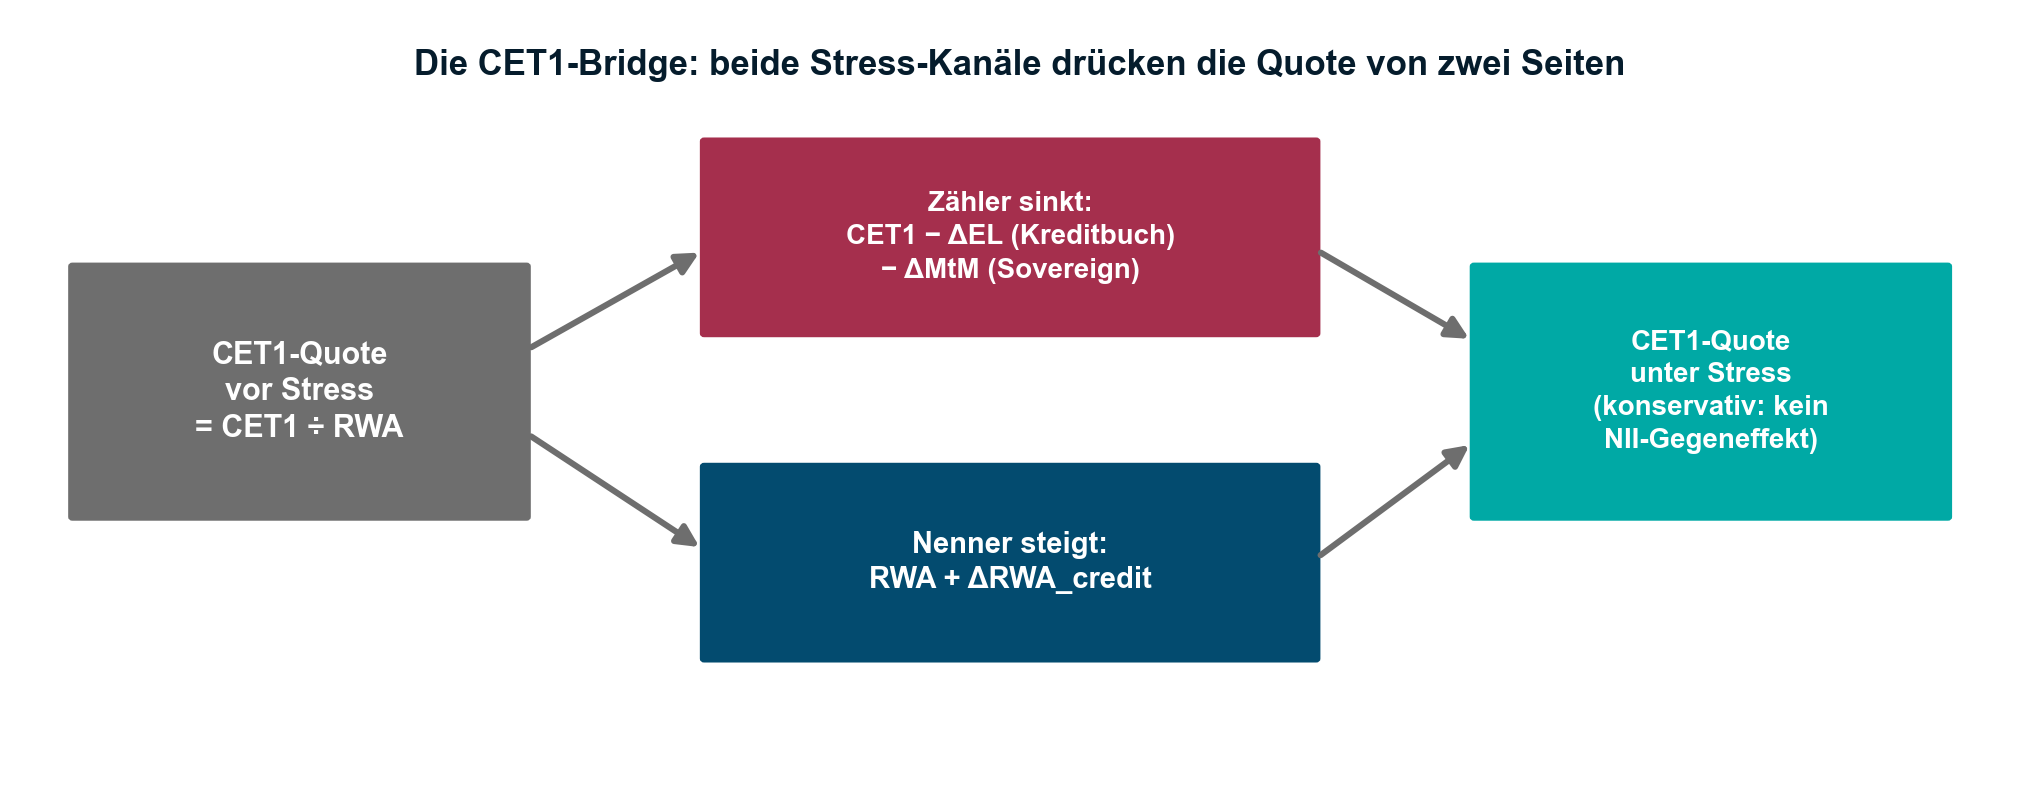 Die CET1-Bridge: beide Stress-Kanäle drücken die Quote von zwei Seiten
CET1-Quote
vor Stress
= CET1 ÷ RWA
Zähler sinkt:
CET1 − ΔEL (Kreditbuch)
− ΔMtM (Sovereign)
Nenner steigt:
RWA + ΔRWA_credit
CET1-Quote
unter Stress
(konservativ: kein
NII-Gegeneffekt)